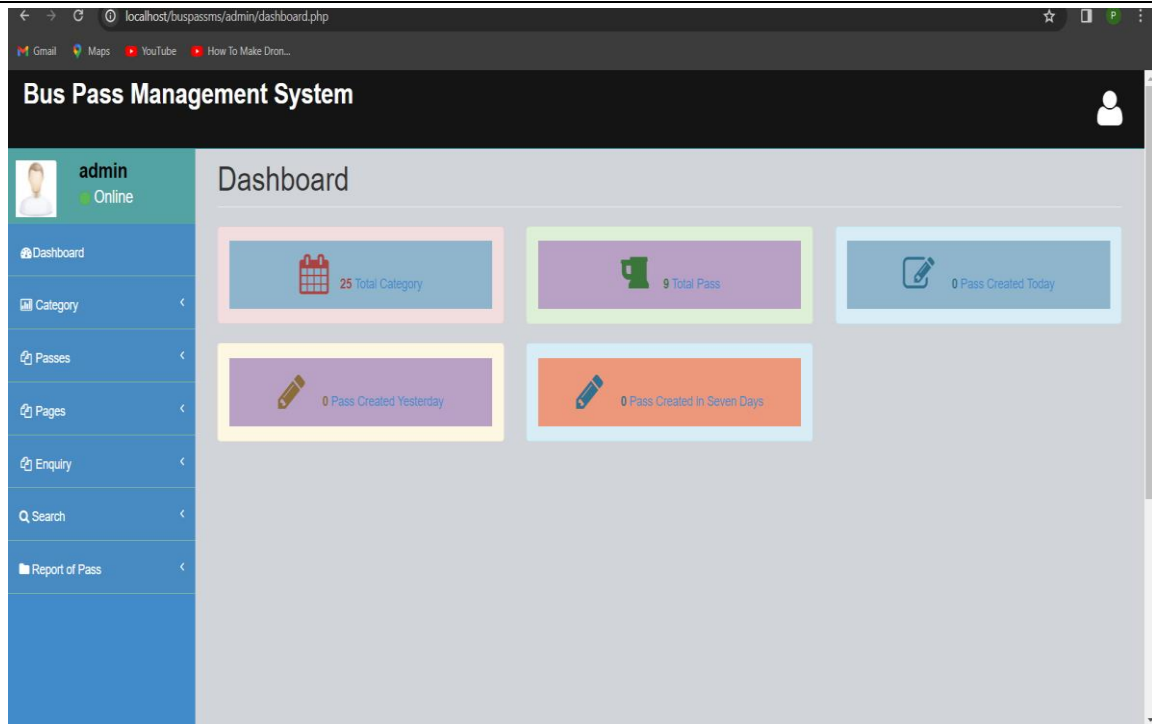 localhost/buspassms/admin/dashboard.php
P
Gmail Maps YouTube How To Make Dron...
Bus Pass Management System
admin
Online
Dashboard
Category
Passes
Pages
Enquiry
Search
Report of Pass
Dashboard
25 Total Category
9 Total Pass
0 Pass Created Today
0 Pass Created Yesterday
0 Pass Created in Seven Days